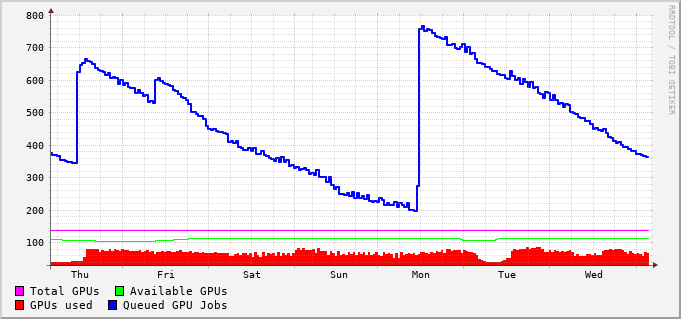 800
700
600
500
400
300
200
100
Thu Fri Sat Sun Mon Tue Wed
Total GPUs Available GPUs
GPUs used Queued GPU Jobs
RRDTOOL / TOBI OETIKER